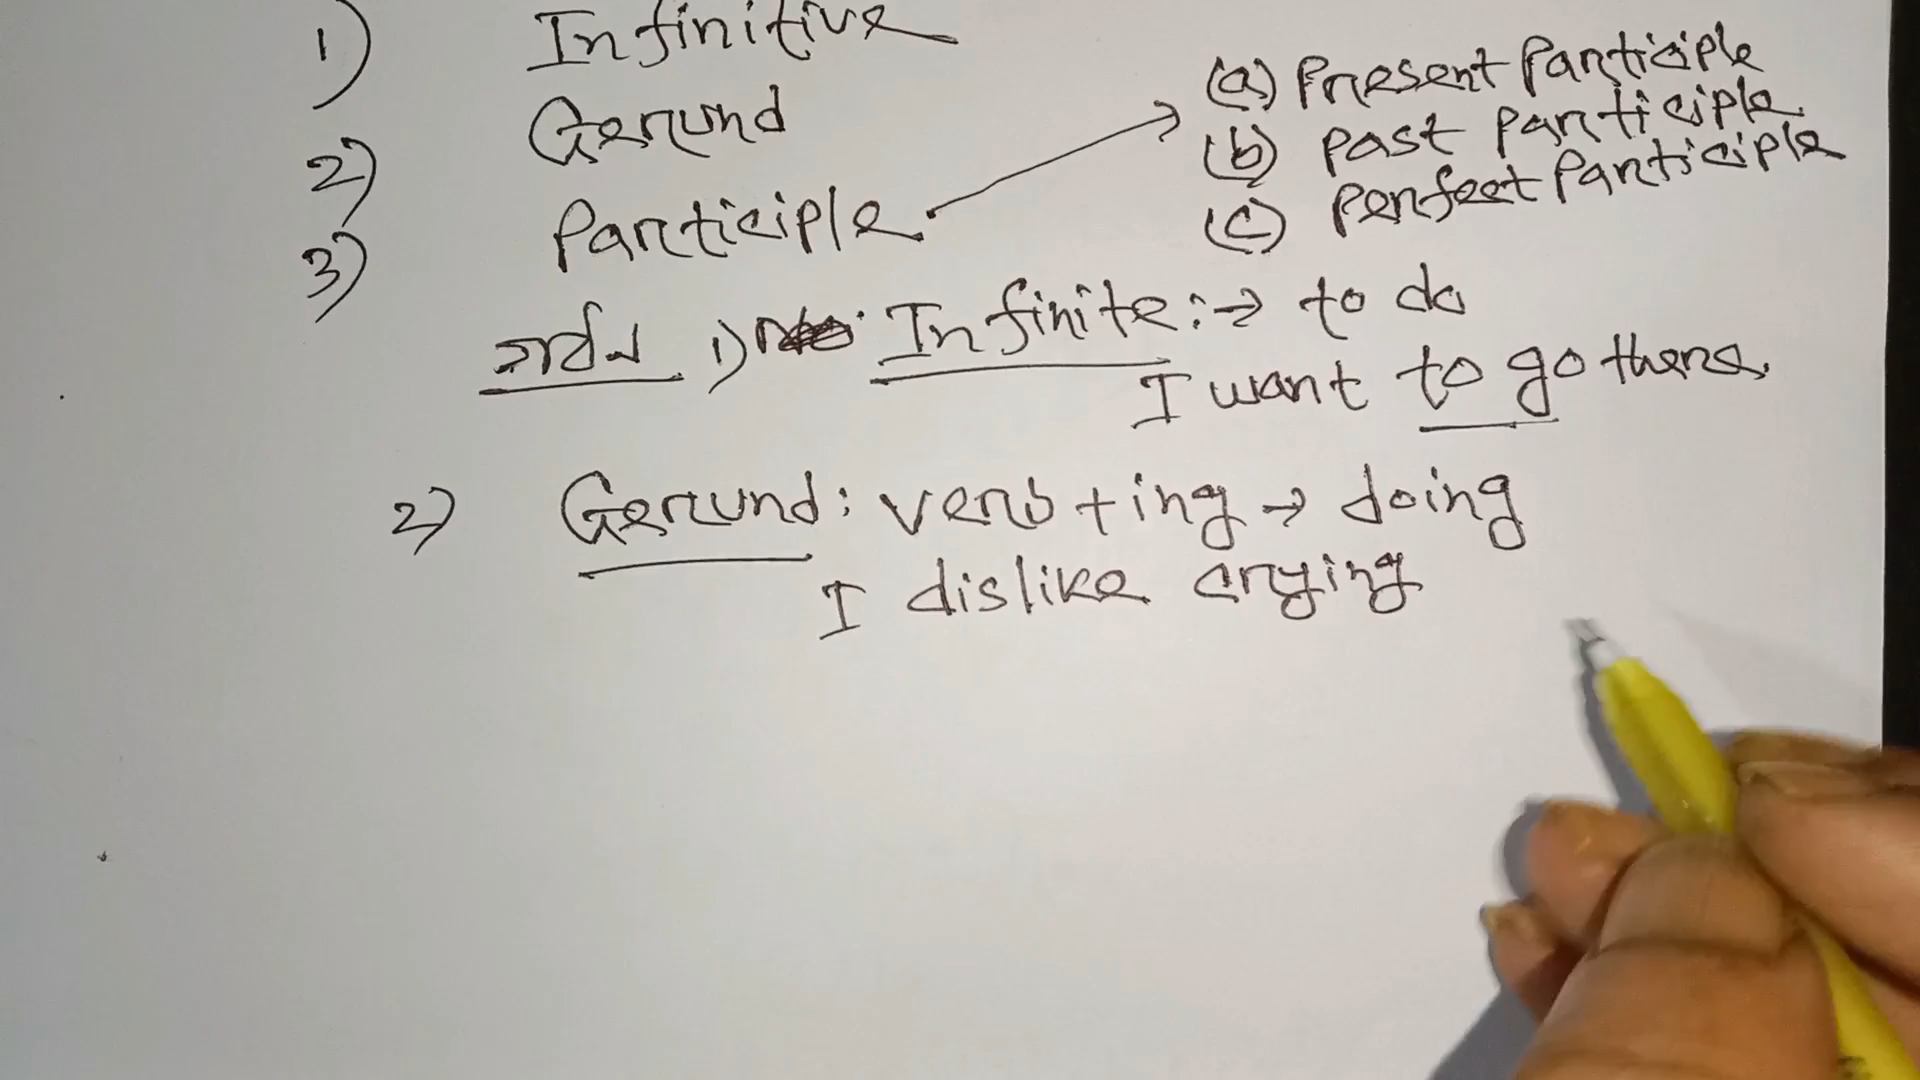 1) Infinitive
2) Gerund
3) Participle → (a) Present Participle
(b) Past Participle
(c) Perfect Participle
গঠন 1) Infinite :→ to do
I want to go there.
2) Gerund : verb + ing → doing
I dislike crying